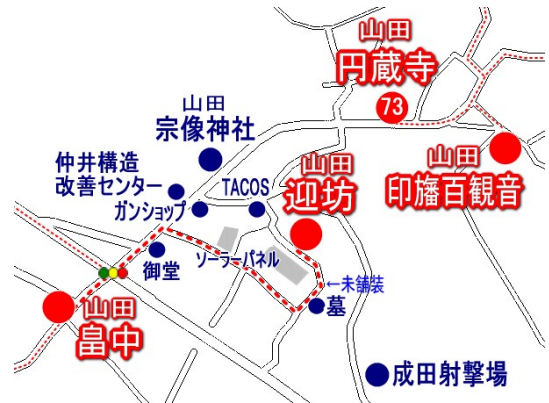 山田
円蔵寺
73
山田
宗像神社
山田
印旛百観音
仲井構造
改善センター
ガンショップ
TACOS
山田
迎坊
御堂
ソーラーパネル
←未舗装
墓
山田
畠中
成田射撃場